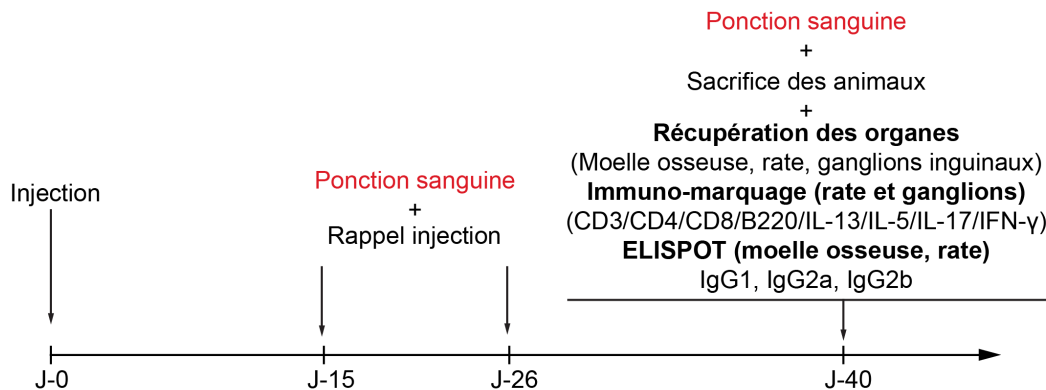 Ponction sanguine
+
Sacrifice des animaux
+
Récupération des organes
(Moelle osseuse, rate, ganglions inguinaux)
Immuno-marquage (rate et ganglions)
(CD3/CD4/CD8/B220/IL-13/IL-5/IL-17/IFN-γ)
ELISPOT (moelle osseuse, rate)
IgG1, IgG2a, IgG2b
Injection
Ponction sanguine
+
Rappel injection
J-0
J-15
J-26
J-40